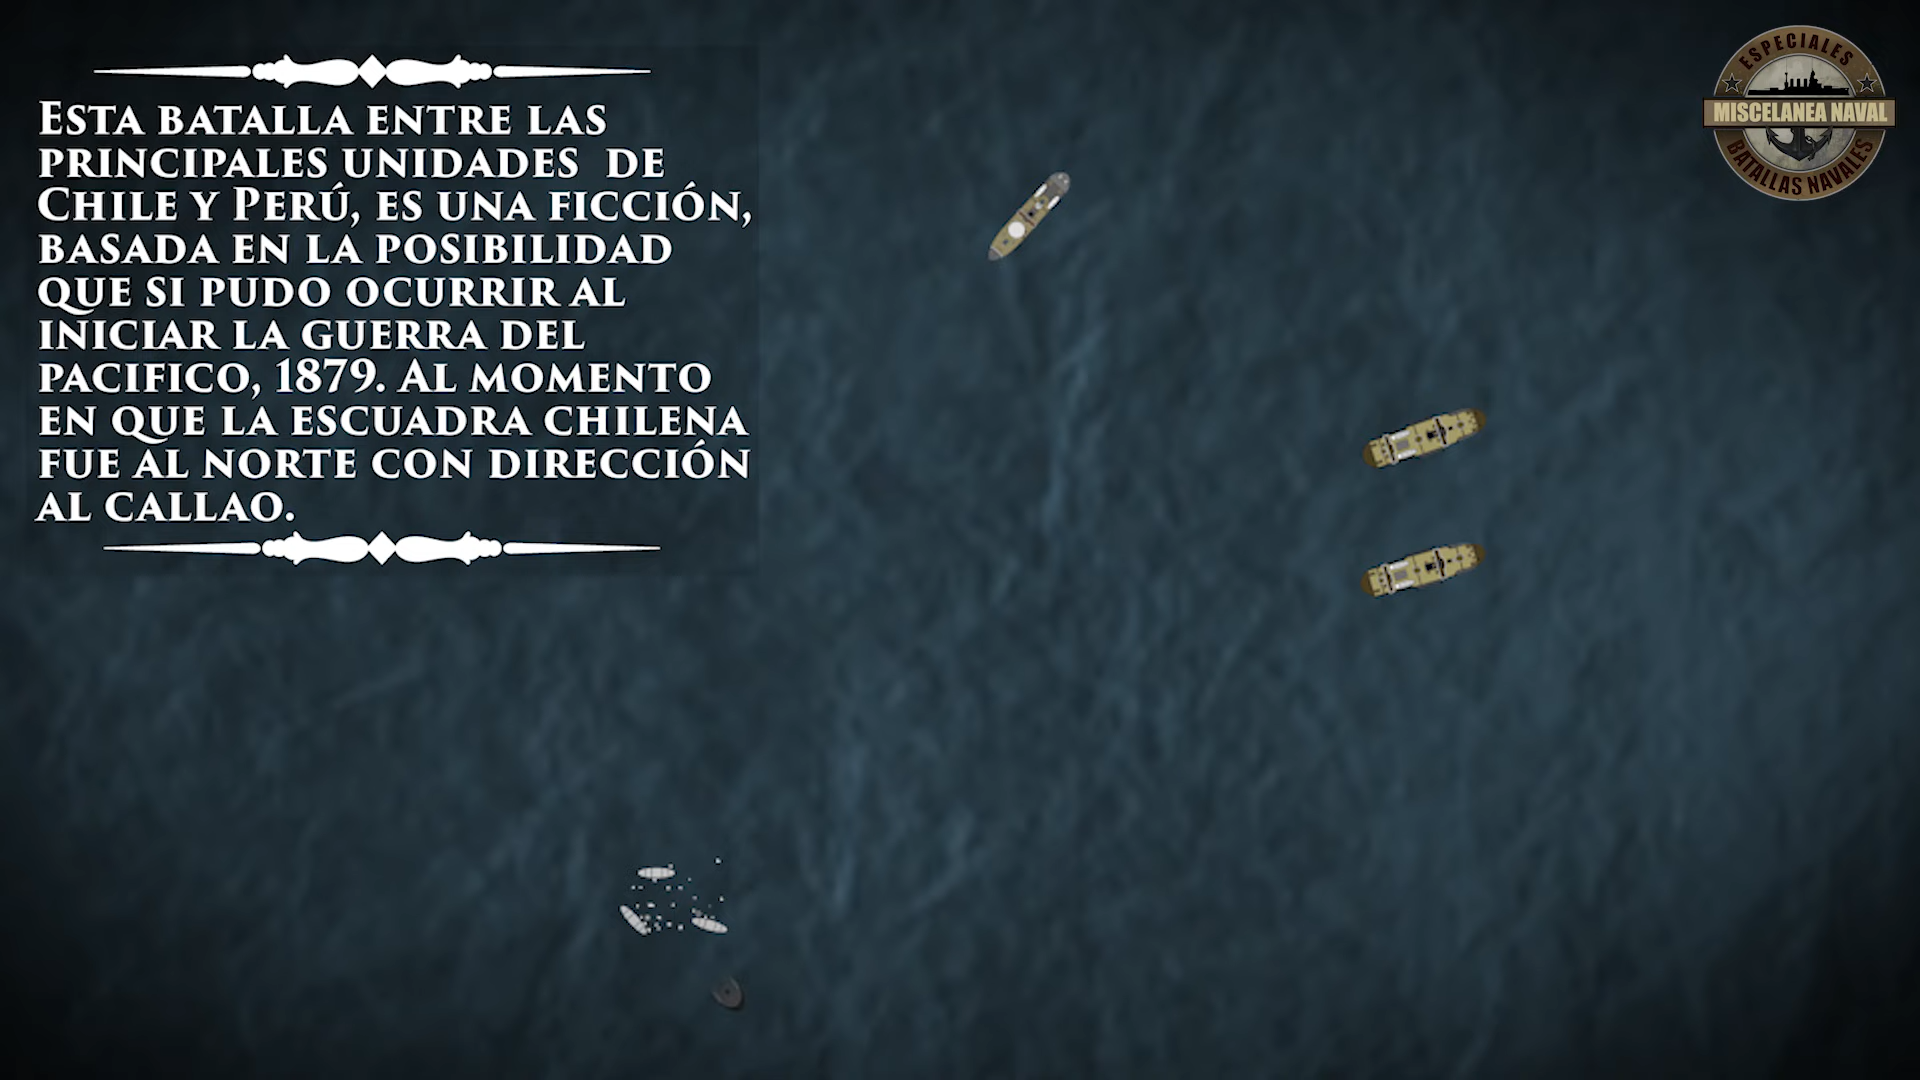 Esta batalla entre las
principales unidades de
Chile y Perú, es una ficción,
basada en la posibilidad
que si pudo ocurrir al
iniciar la guerra del
pacifico, 1879. Al momento
en que la escuadra chilena
fue al norte con dirección
al callao.
ESPECIALES
MISCELANEA NAVAL
BATALLAS NAVALES